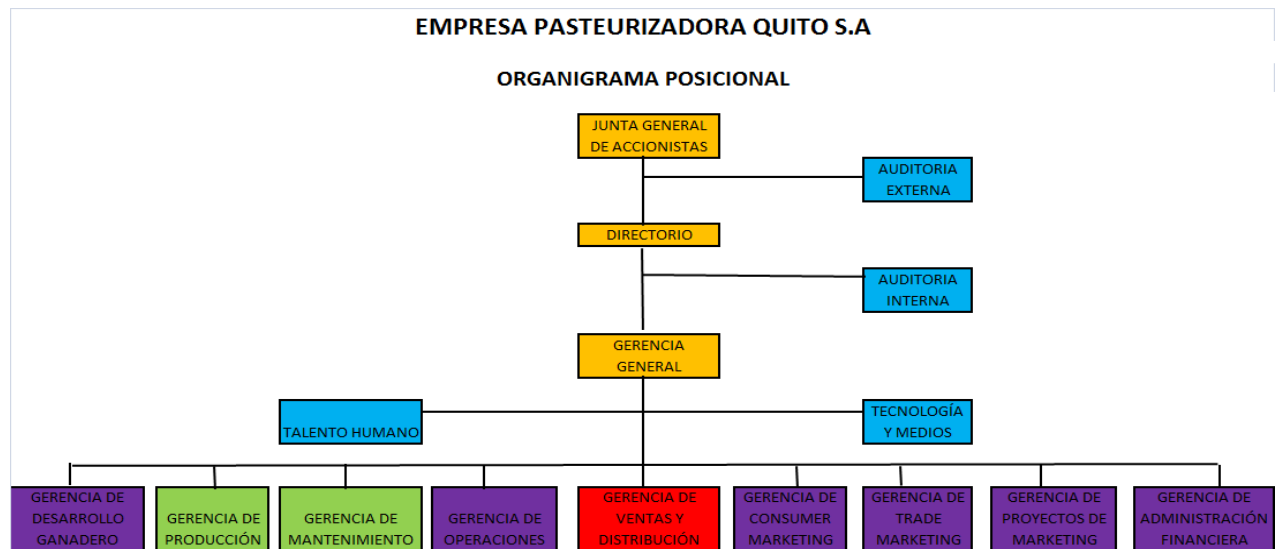 EMPRESA PASTEURIZADORA QUITO S.A
ORGANIGRAMA POSICIONAL
JUNTA GENERAL
DE ACCIONISTAS
AUDITORIA
EXTERNA
DIRECTORIO
AUDITORIA
INTERNA
GERENCIA
GENERAL
TALENTO HUMANO
TECNOLOGÍA
Y MEDIOS
GERENCIA DE
DESARROLLO
GANADERO
GERENCIA DE
PRODUCCIÓN
GERENCIA DE
MANTENIMIENTO
GERENCIA DE
OPERACIONES
GERENCIA DE
VENTAS Y
DISTRIBUCIÓN
GERENCIA DE
CONSUMER
MARKETING
GERENCIA DE
TRADE
MARKETING
GERENCIA DE
PROYECTOS DE
MARKETING
GERENCIA DE
ADMINISTRACIÓN
FINANCIERA